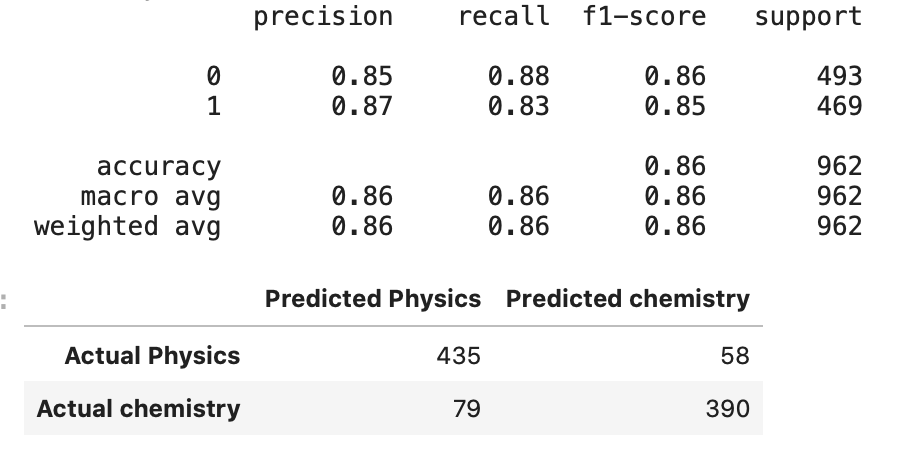 precision recall f1-score support
0 0.85 0.88 0.86 493
1 0.87 0.83 0.85 469
accuracy 0.86 962
macro avg 0.86 0.86 0.86 962
weighted avg 0.86 0.86 0.86 962
:
Predicted Physics Predicted chemistry
Actual Physics 435 58
Actual chemistry 79 390